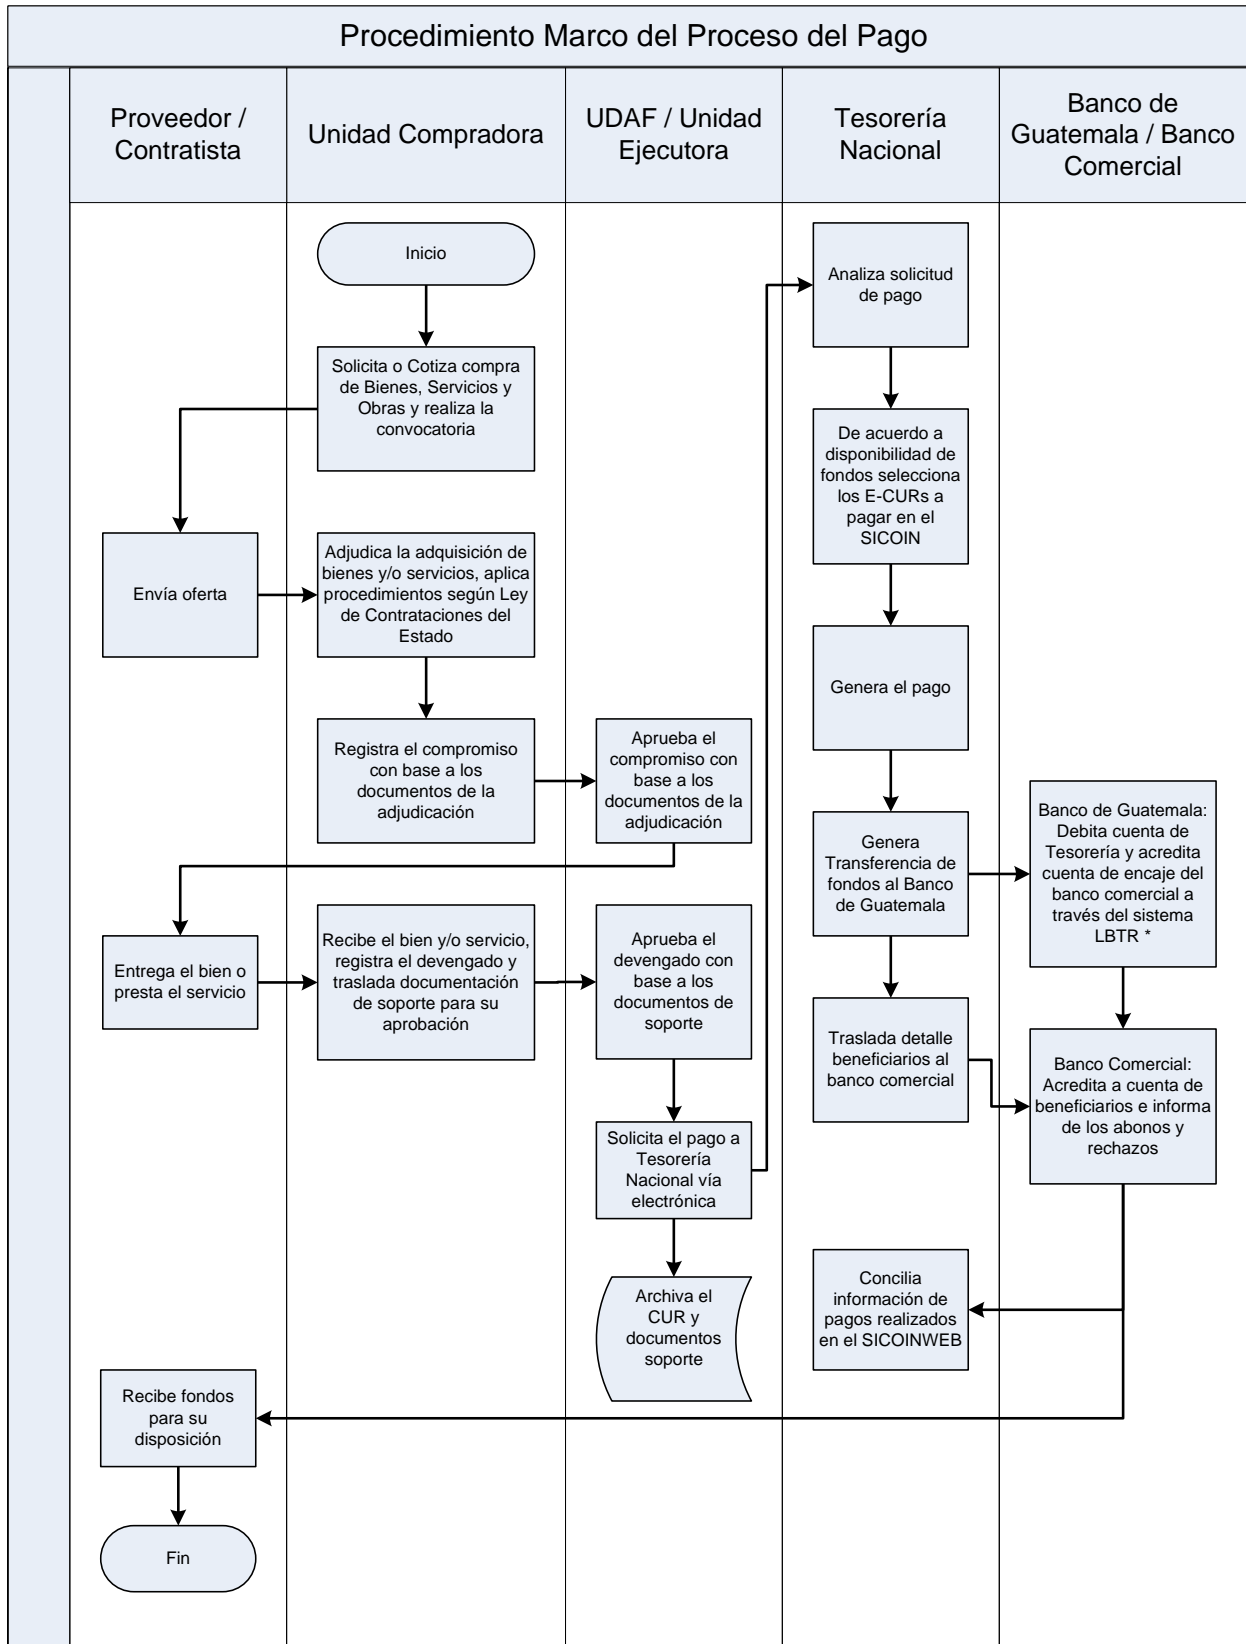 Procedimiento Marco del Proceso del Pago
Proveedor /
Contratista
Unidad Compradora
UDAF / Unidad
Ejecutora
Tesorería
Nacional
Banco de
Guatemala / Banco
Comercial
Inicio
Solicita o Cotiza compra
de Bienes, Servicios y
Obras y realiza la
convocatoria
Envía oferta
Adjudica la adquisición de
bienes y/o servicios, aplica
procedimientos según Ley
de Contrataciones del
Estado
Registra el compromiso
con base a los
documentos de la
adjudicación
Aprueba el
compromiso con
base a los
documentos de la
adjudicación
Entrega el bien o
presta el servicio
Recibe el bien y/o servicio,
registra el devengado y
traslada documentación
de soporte para su
aprobación
Aprueba el
devengado con
base a los
documentos de
soporte
Solicita el pago a
Tesorería
Nacional vía
electrónica
Archiva el
CUR y
documentos
soporte
Analiza solicitud
de pago
De acuerdo a
disponibilidad de
fondos selecciona
los E-CURs a
pagar en el
SICOIN
Genera el pago
Genera
Transferencia de
fondos al Banco
de Guatemala
Banco de Guatemala:
Debita cuenta de
Tesorería y acredita
cuenta de encaje del
banco comercial a
través del sistema
LBTR *
Traslada detalle
beneficiarios al
banco comercial
Banco Comercial:
Acredita a cuenta de
beneficiarios e informa
de los abonos y
rechazos
Concilia
información de
pagos realizados
en el SICOINWEB
Recibe fondos
para su
disposición
Fin